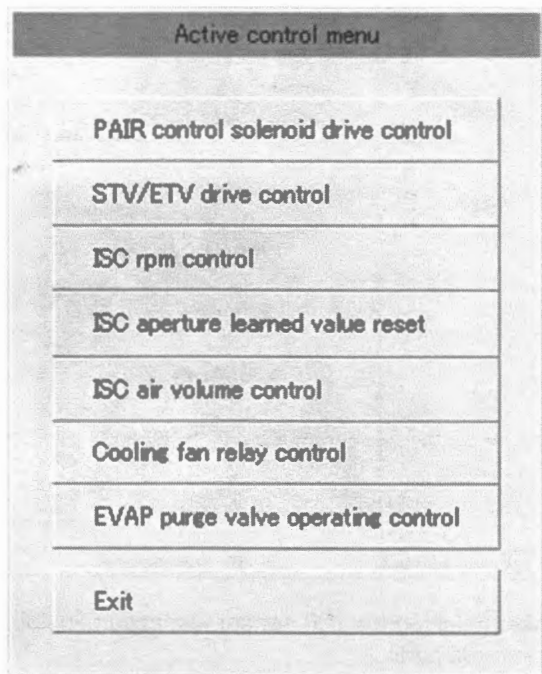 Active control menu
PAIR control solenoid drive control
STV/ETV drive control
ISC rpm control
ISC aperture learned value reset
ISC air volume control
Cooling fan relay control
EVAP purge valve operating control
Exit